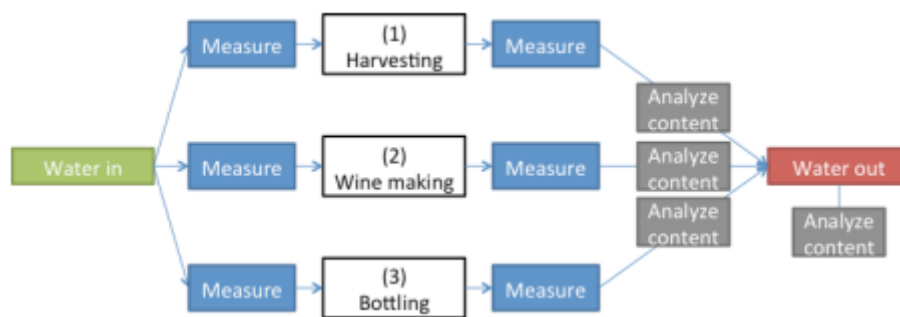 Measure
(1)
Harvesting
Measure
Analyze
content
Water in
Measure
(2)
Wine making
Measure
Analyze
content
Water out
Analyze
content
Analyze
content
Measure
(3)
Bottling
Measure